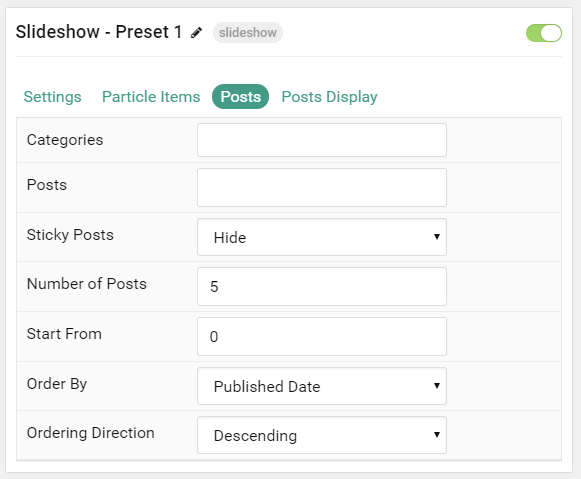 Slideshow - Preset 1 slideshow
Settings Particle Items Posts Posts Display
Categories
Posts
Sticky Posts Hide
Number of Posts 5
Start From 0
Order By Published Date
Ordering Direction Descending